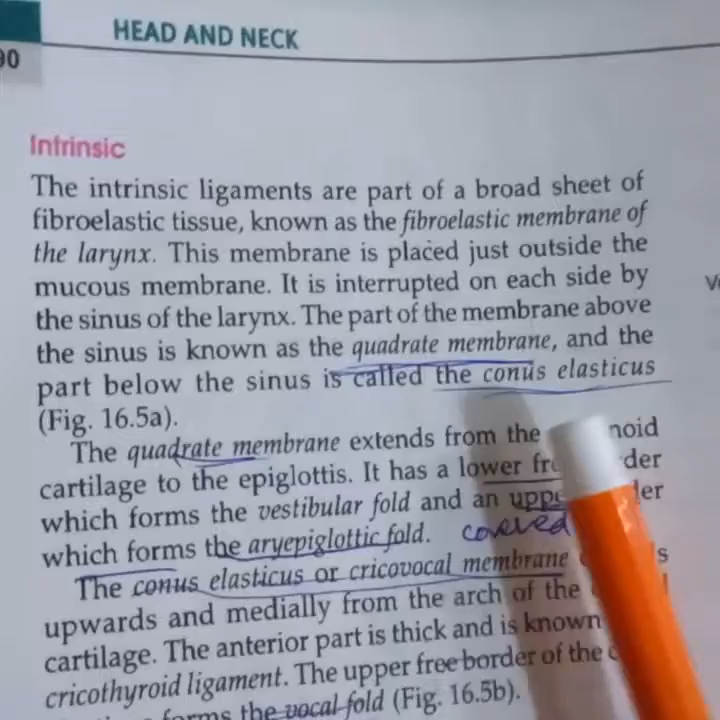 90
HEAD AND NECK
Intrinsic
The intrinsic ligaments are part of a broad sheet of
fibroelastic tissue, known as the fibroelastic membrane of
the larynx. This membrane is placed just outside the
mucous membrane. It is interrupted on each side by
the sinus of the larynx. The part of the membrane above
the sinus is known as the quadrate membrane, and the
part below the sinus is called the conus elasticus
(Fig. 16.5a).
The quadrate membrane extends from the noid
cartilage to the epiglottis. It has a lower fre der
which forms the vestibular fold and an uppe der
which forms the aryepiglottic fold. covered
The conus elasticus or cricovocal membrane
upwards and medially from the arch of the
cartilage. The anterior part is thick and is known
cricothyroid ligament. The upper free border of the
forms the vocal fold (Fig. 16.5b).